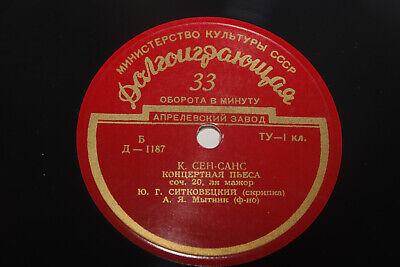 МИНИСТЕРСТВО КУЛЬТУРЫ СССР
Долгоиграющая
33
ОБОРОТА В МИНУТУ
АПРЕЛЕВСКИЙ ЗАВОД
Б
Д—1187
ТУ—1 кл.
К. СЕН-САНС
КОНЦЕРТНАЯ ПЬЕСА
соч. 20, ля мажор
Ю. Г. СИТКОВЕЦКИЙ (скрипка)
А. Я. Мытник (ф-но)